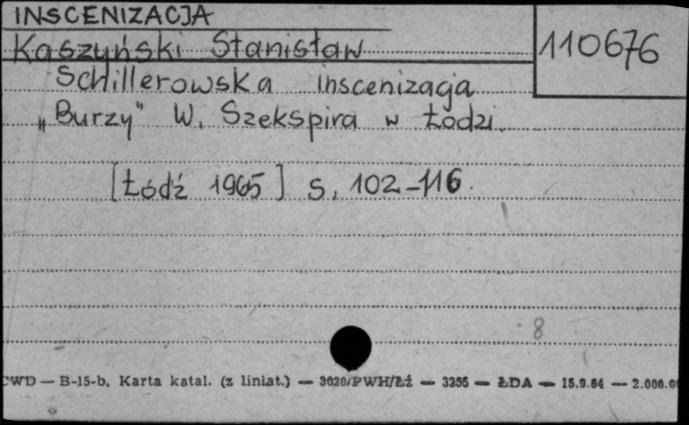 INSCENIZACJA
Kaszyński Stanisław
110676
Schillerowska inscenizacja
„Burzy" W. Szekspira w Łodzi.
[Łódź 1965] s. 102-116.
8
CWD — B-15-b. Karta katal. (z liniat.) — 3020/PWH/Łź — 3255 — ŁDA — 15.9.64 — 2.000.0